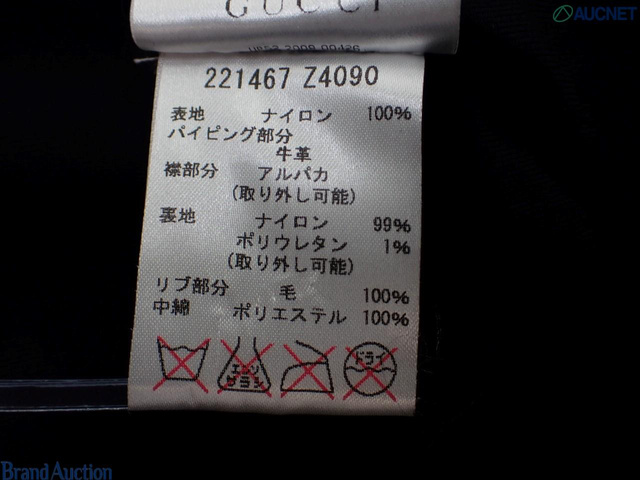 AUCNET
GUCCI
221467 Z4090
表地 ナイロン 100%
パイピング部分
牛革
襟部分 アルパカ
(取り外し可能)
裏地 ナイロン 99%
ポリウレタン 1%
(取り外し可能)
リブ部分 毛 100%
中綿 ポリエステル 100%
エンソ サラシ
ドライ
Brand Auction